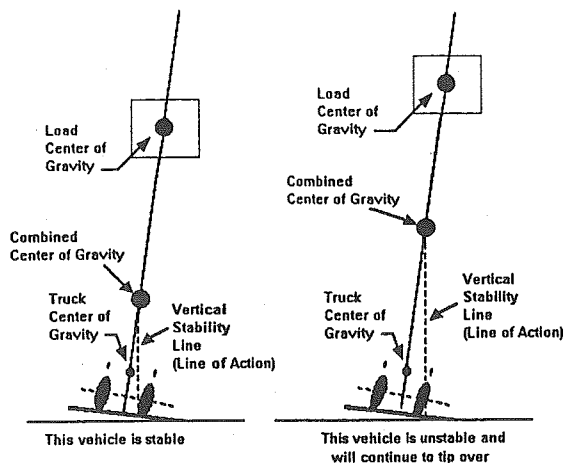 Load
Center of
Gravity
Combined
Center of Gravity
Truck
Center of
Gravity
Vertical
Stability
Line
(Line of Action)
This vehicle is stable
Load
Center of
Gravity
Combined
Center of Gravity
Truck
Center of
Gravity
Vertical
Stability
Line
(Line of Action)
This vehicle is unstable and
will continue to tip over